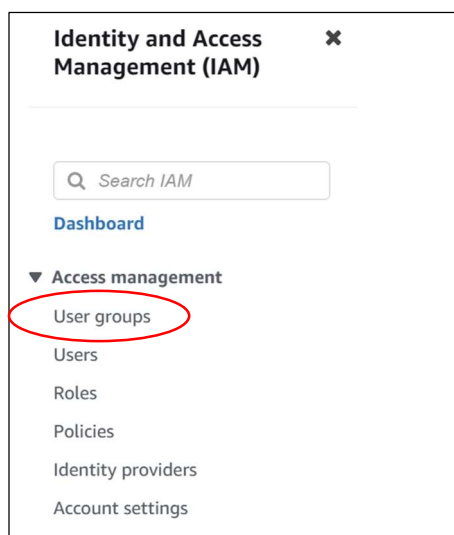 Identity and Access
Management (IAM)
Search IAM
Dashboard
Access management
User groups
Users
Roles
Policies
Identity providers
Account settings